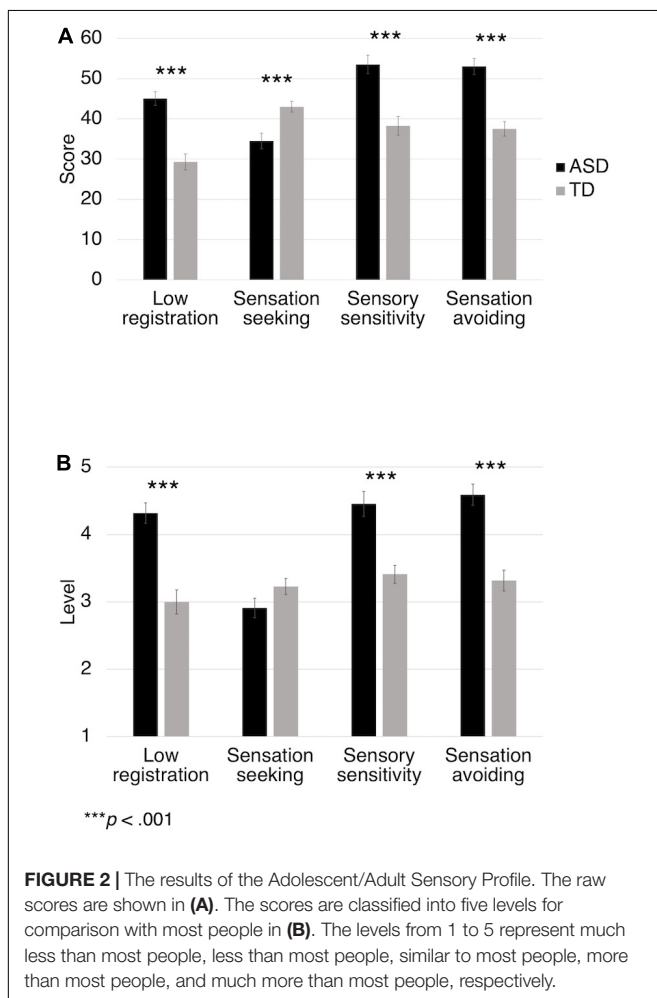 A
60
50
40
30
20
10
0
Score
*** *** *** ***
ASD
TD
Low registration
Sensation seeking
Sensory sensitivity
Sensation avoiding
B
5
4
3
2
1
Level
*** *** ***
Low registration
Sensation seeking
Sensory sensitivity
Sensation avoiding
***p < .001
FIGURE 2 | The results of the Adolescent/Adult Sensory Profile. The raw
scores are shown in (A). The scores are classified into five levels for
comparison with most people in (B). The levels from 1 to 5 represent much
less than most people, less than most people, similar to most people, more
than most people, and much more than most people, respectively.